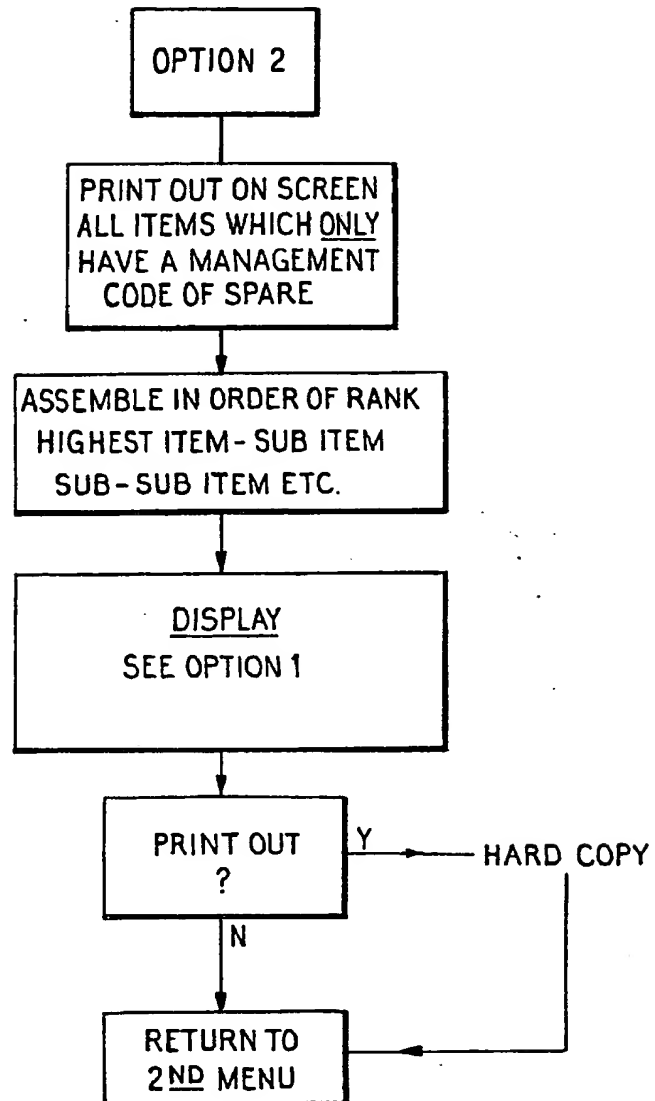 OPTION 2
PRINT OUT ON SCREEN
ALL ITEMS WHICH ONLY
HAVE A MANAGEMENT
CODE OF SPARE
ASSEMBLE IN ORDER OF RANK
HIGHEST ITEM - SUB ITEM
SUB - SUB ITEM ETC.
DISPLAY
SEE OPTION 1
PRINT OUT
?
Y
HARD COPY
N
RETURN TO
2ND MENU